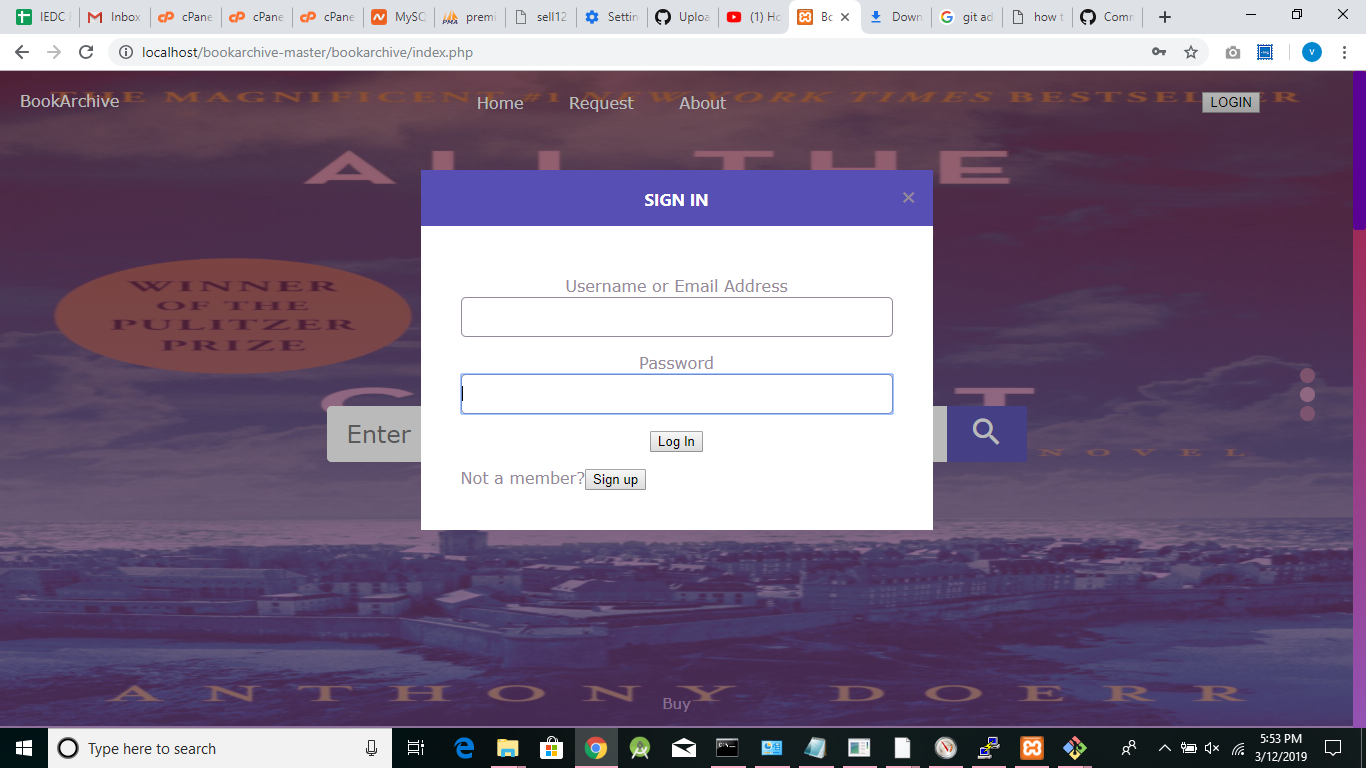 IEDC
Inbox
cPane
cPane
cPane
MySQ
premi
sell12
Settin
Uploa
(1) Ho
Bo
Down
git ad
how t
Comm
localhost/bookarchive-master/bookarchive/index.php
v
BookArchive
Home
Request
About
LOGIN
THE MAGNIFICENT #1 NEW YORK TIMES BESTSELLER
ALL THE
SIGN IN
×
WINNER
OF THE
PULITZER
PRIZE
Username or Email Address
Password
Enter
Log In
NOVEL
Not a member?
Sign up
ANTHONY DOERR
Buy
Type here to search
5:53 PM
3/12/2019